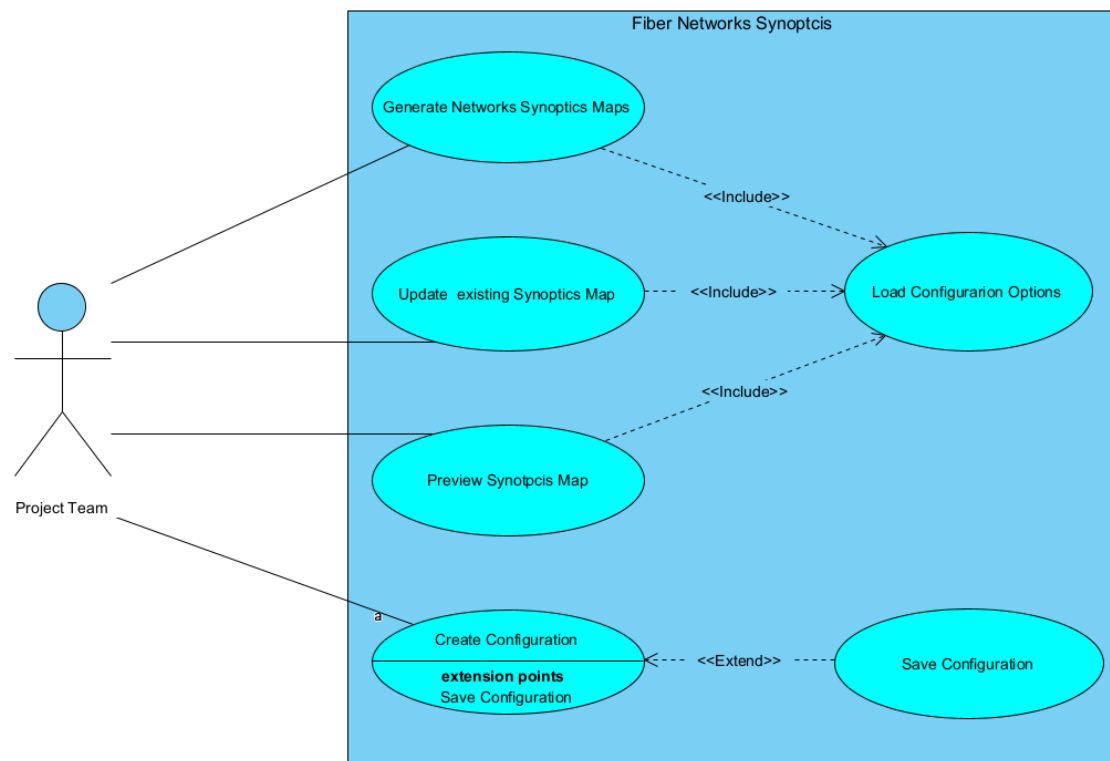 Fiber Networks Synoptcis
Generate Networks Synoptics Maps
<<Include>>
Update existing Synoptics Map
<<Include>>
Load Configurarion Options
<<Include>>
Preview Synotpcis Map
Project Team
a
Create Configuration
extension points
Save Configuration
<<Extend>>
Save Configuration